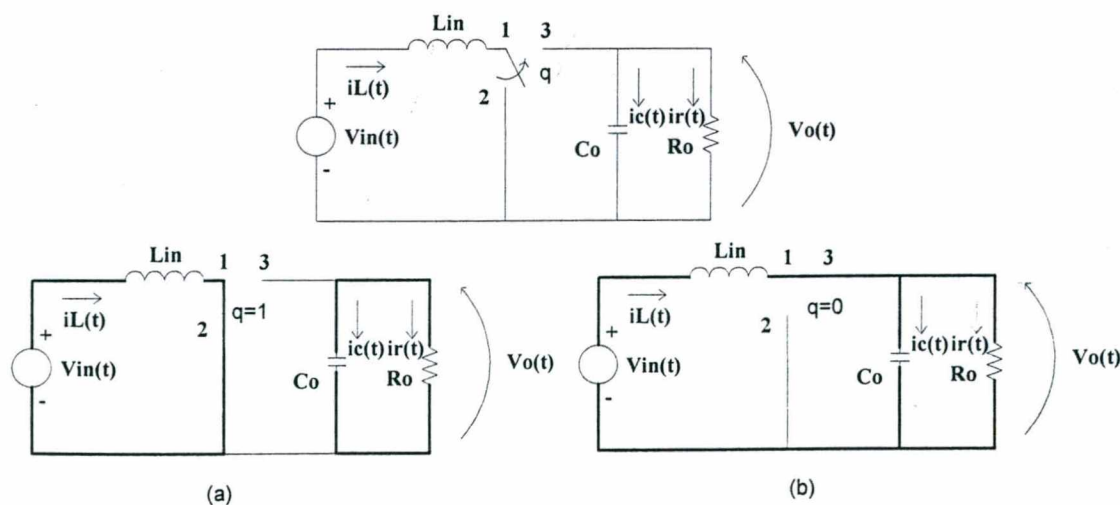 Lin
1 3
iL(t)
q
2
+
Vin(t)
-
Co
ic(t) ir(t)
Ro
Vo(t)
Lin
1 3
iL(t)
q=1
2
+
Vin(t)
-
Co
ic(t) ir(t)
Ro
Vo(t)
(a)
Lin
1 3
iL(t)
q=0
2
+
Vin(t)
-
Co
ic(t) ir(t)
Ro
Vo(t)
(b)